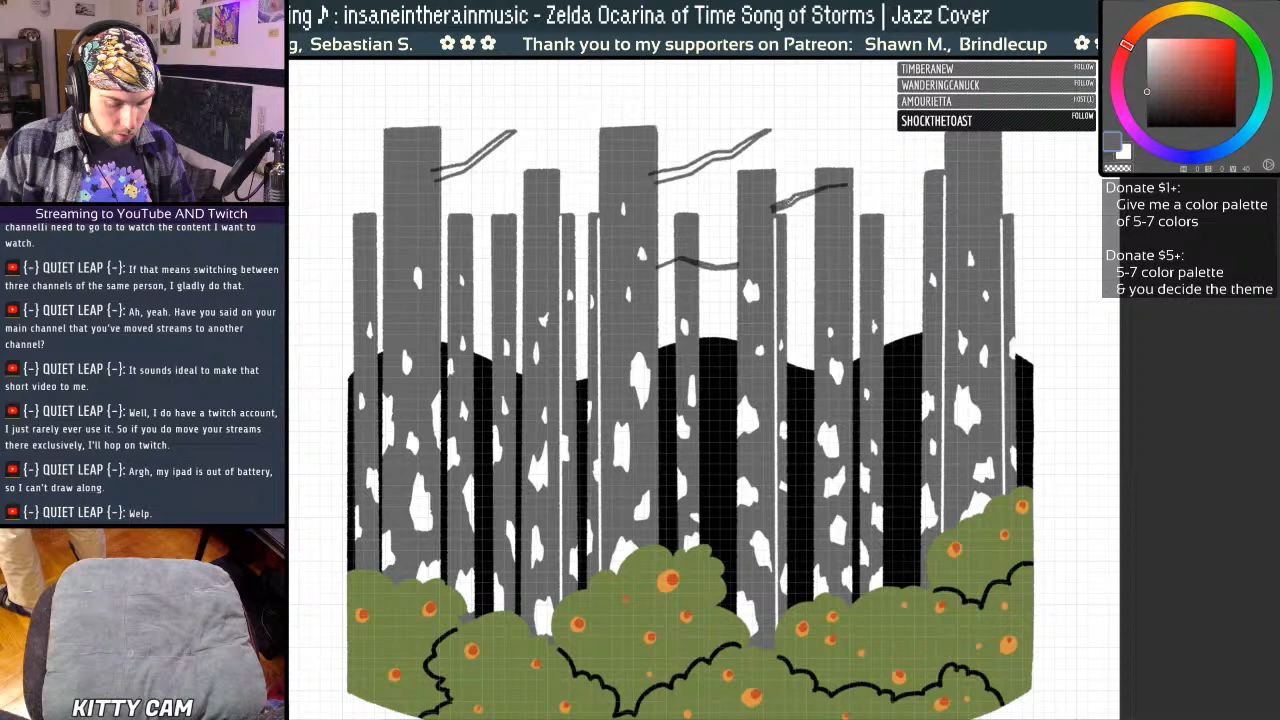 ing ♪ : insaneintherainmusic - Zelda Ocarina of Time Song of Storms | Jazz Cover
g, Sebastian S. ✿ ✿ ✿ Thank you to my supporters on Patreon: Shawn M., Brindlecup ✿
TIMBERANEW FOLLOW
WANDERINGCANUCK FOLLOW
AMOURIETTA HOST(1)
SHOCKTHETOAST FOLLOW
Donate $1+:
Give me a color palette
of 5-7 colors
Donate $5+:
5-7 color palette
& you decide the theme
Streaming to YouTube AND Twitch
channelli need to go to to watch the content I want to
watch.
{-} QUIET LEAP {-}: If that means switching between
three channels of the same person, I gladly do that.
{-} QUIET LEAP {-}: Ah, yeah. Have you said on your
main channel that you've moved streams to another
channel?
{-} QUIET LEAP {-}: It sounds ideal to make that
short video to me.
{-} QUIET LEAP {-}: Well, I do have a twitch account,
I just rarely ever use it. So if you do move your streams
there exclusively, I'll hop on twitch.
{-} QUIET LEAP {-}: Argh, my ipad is out of battery,
so I can't draw along.
{-} QUIET LEAP {-}: Welp.
KITTY CAM